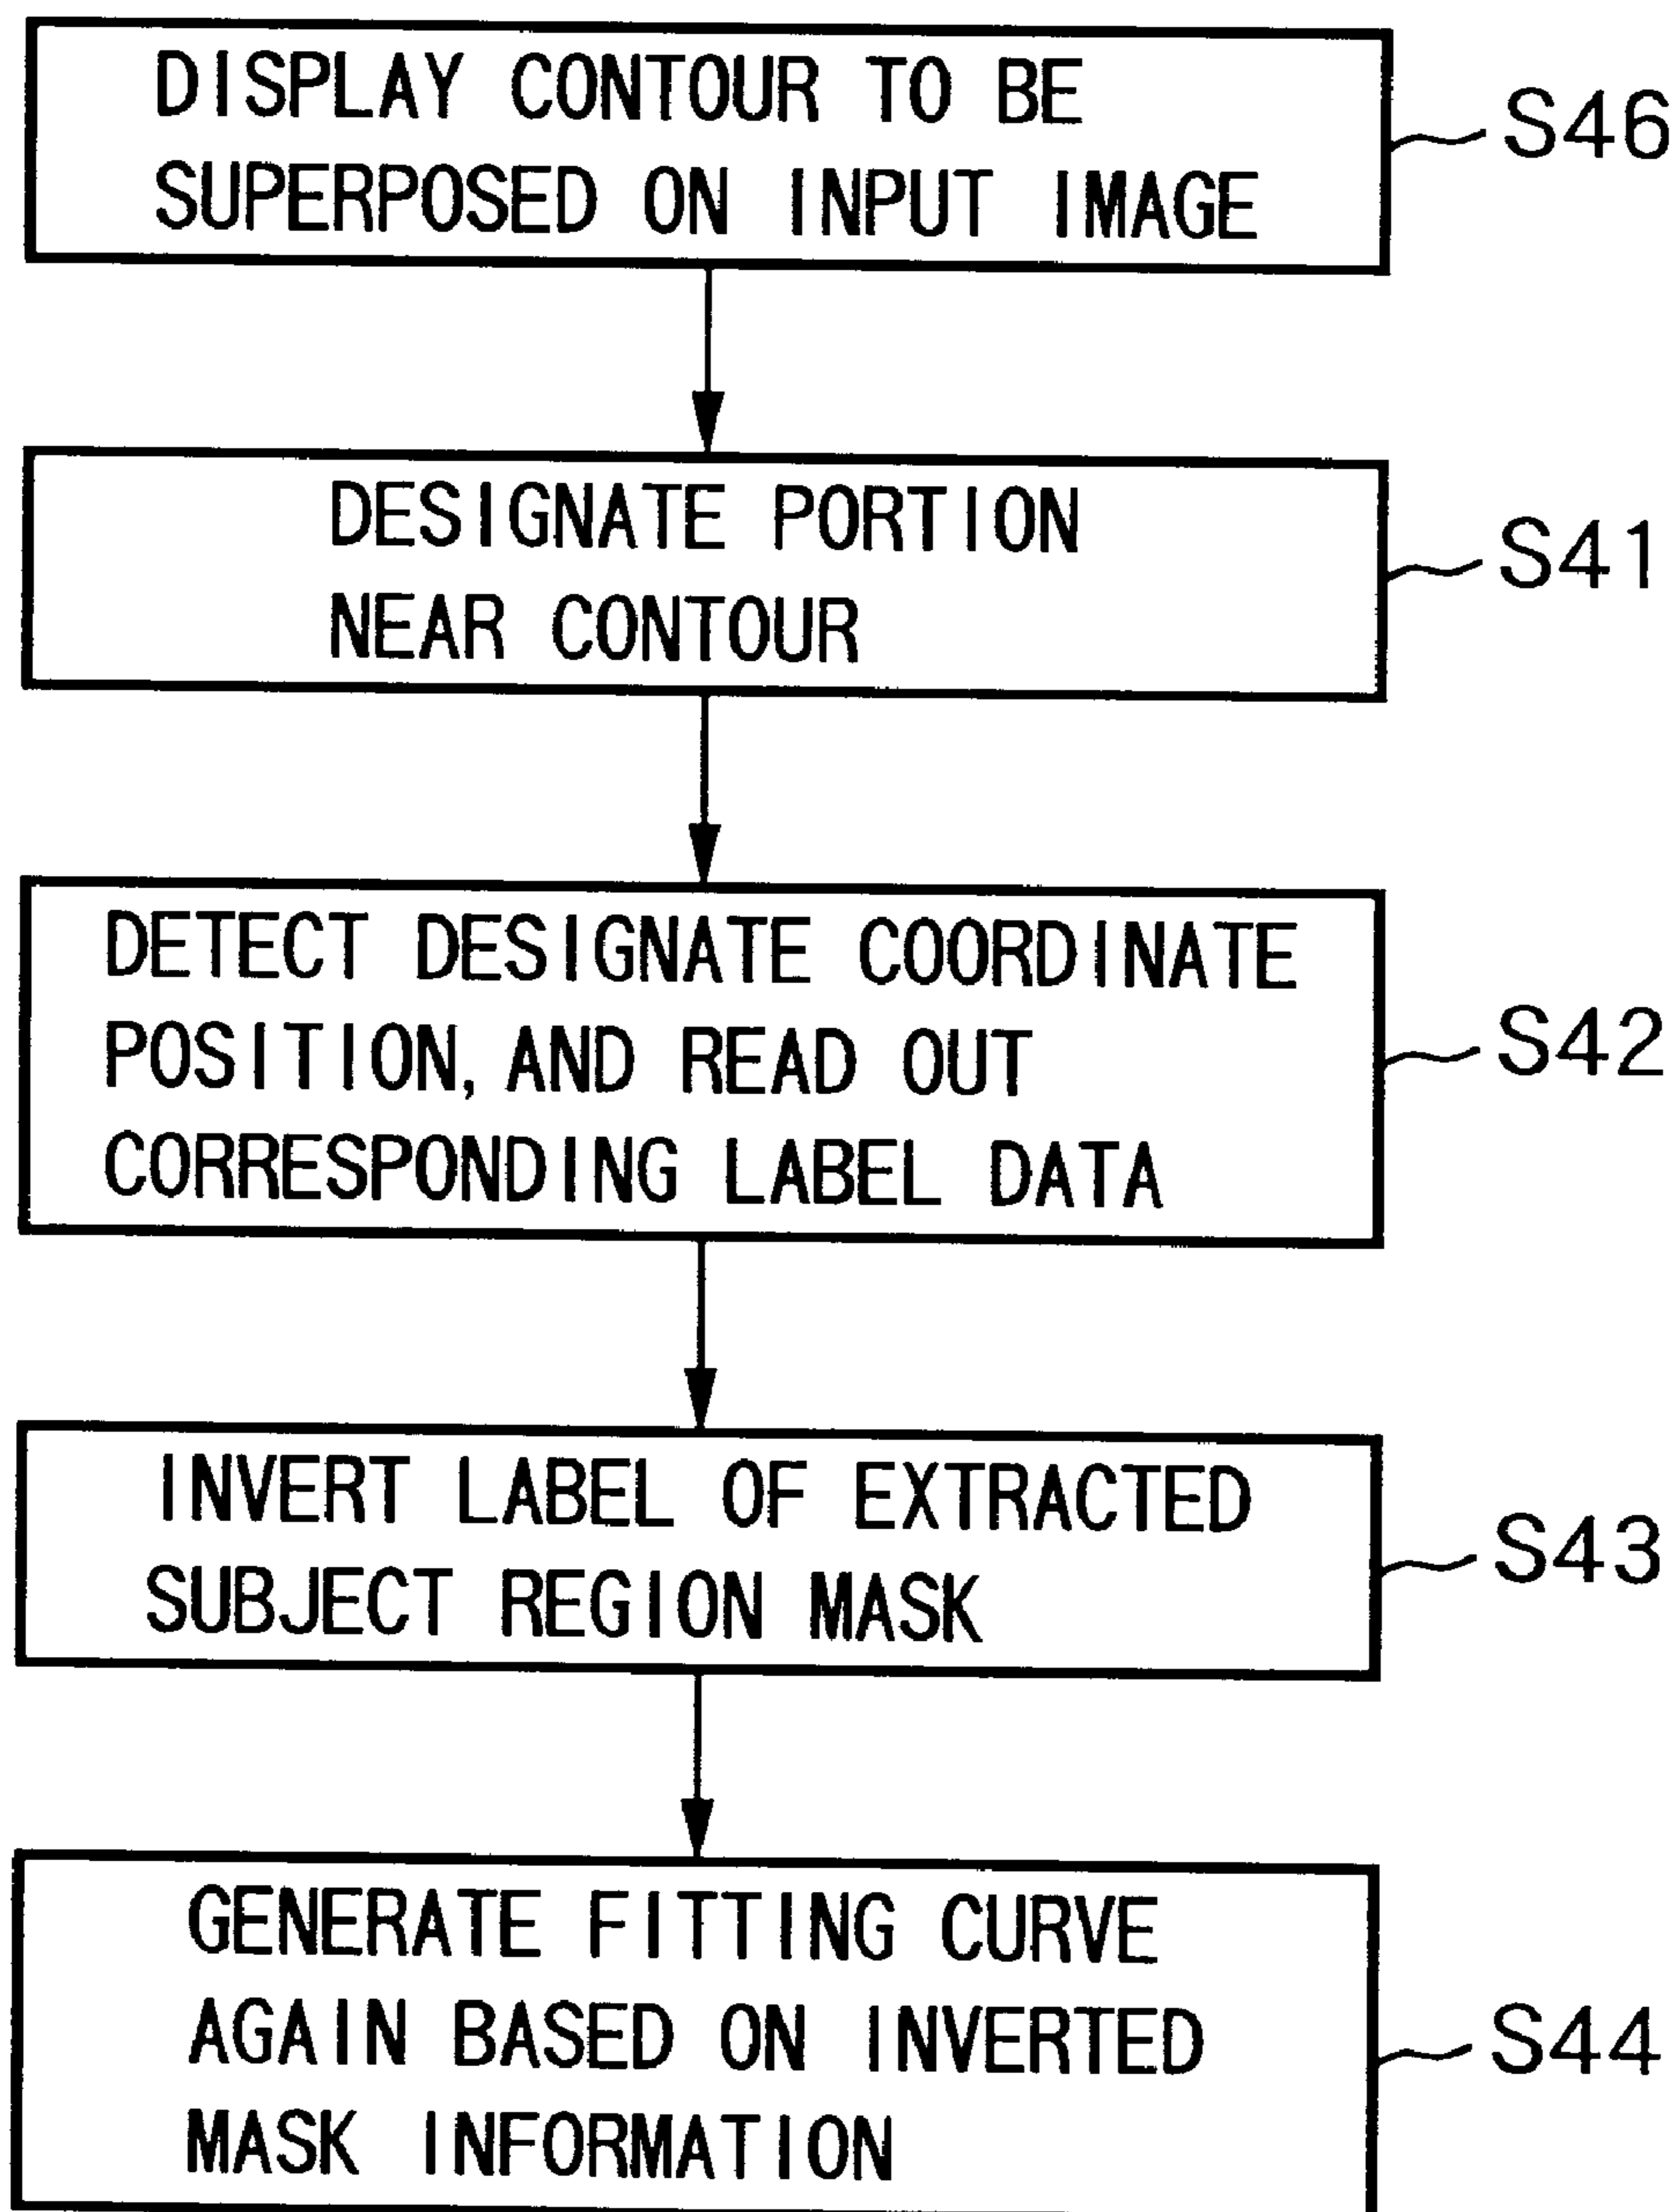 DISPLAY CONTOUR TO BE
SUPERPOSED ON INPUT IMAGE
S46
DESIGNATE PORTION
NEAR CONTOUR
S41
DETECT DESIGNATE COORDINATE
POSITION, AND READ OUT
CORRESPONDING LABEL DATA
S42
INVERT LABEL OF EXTRACTED
SUBJECT REGION MASK
S43
GENERATE FITTING CURVE
AGAIN BASED ON INVERTED
MASK INFORMATION
S44